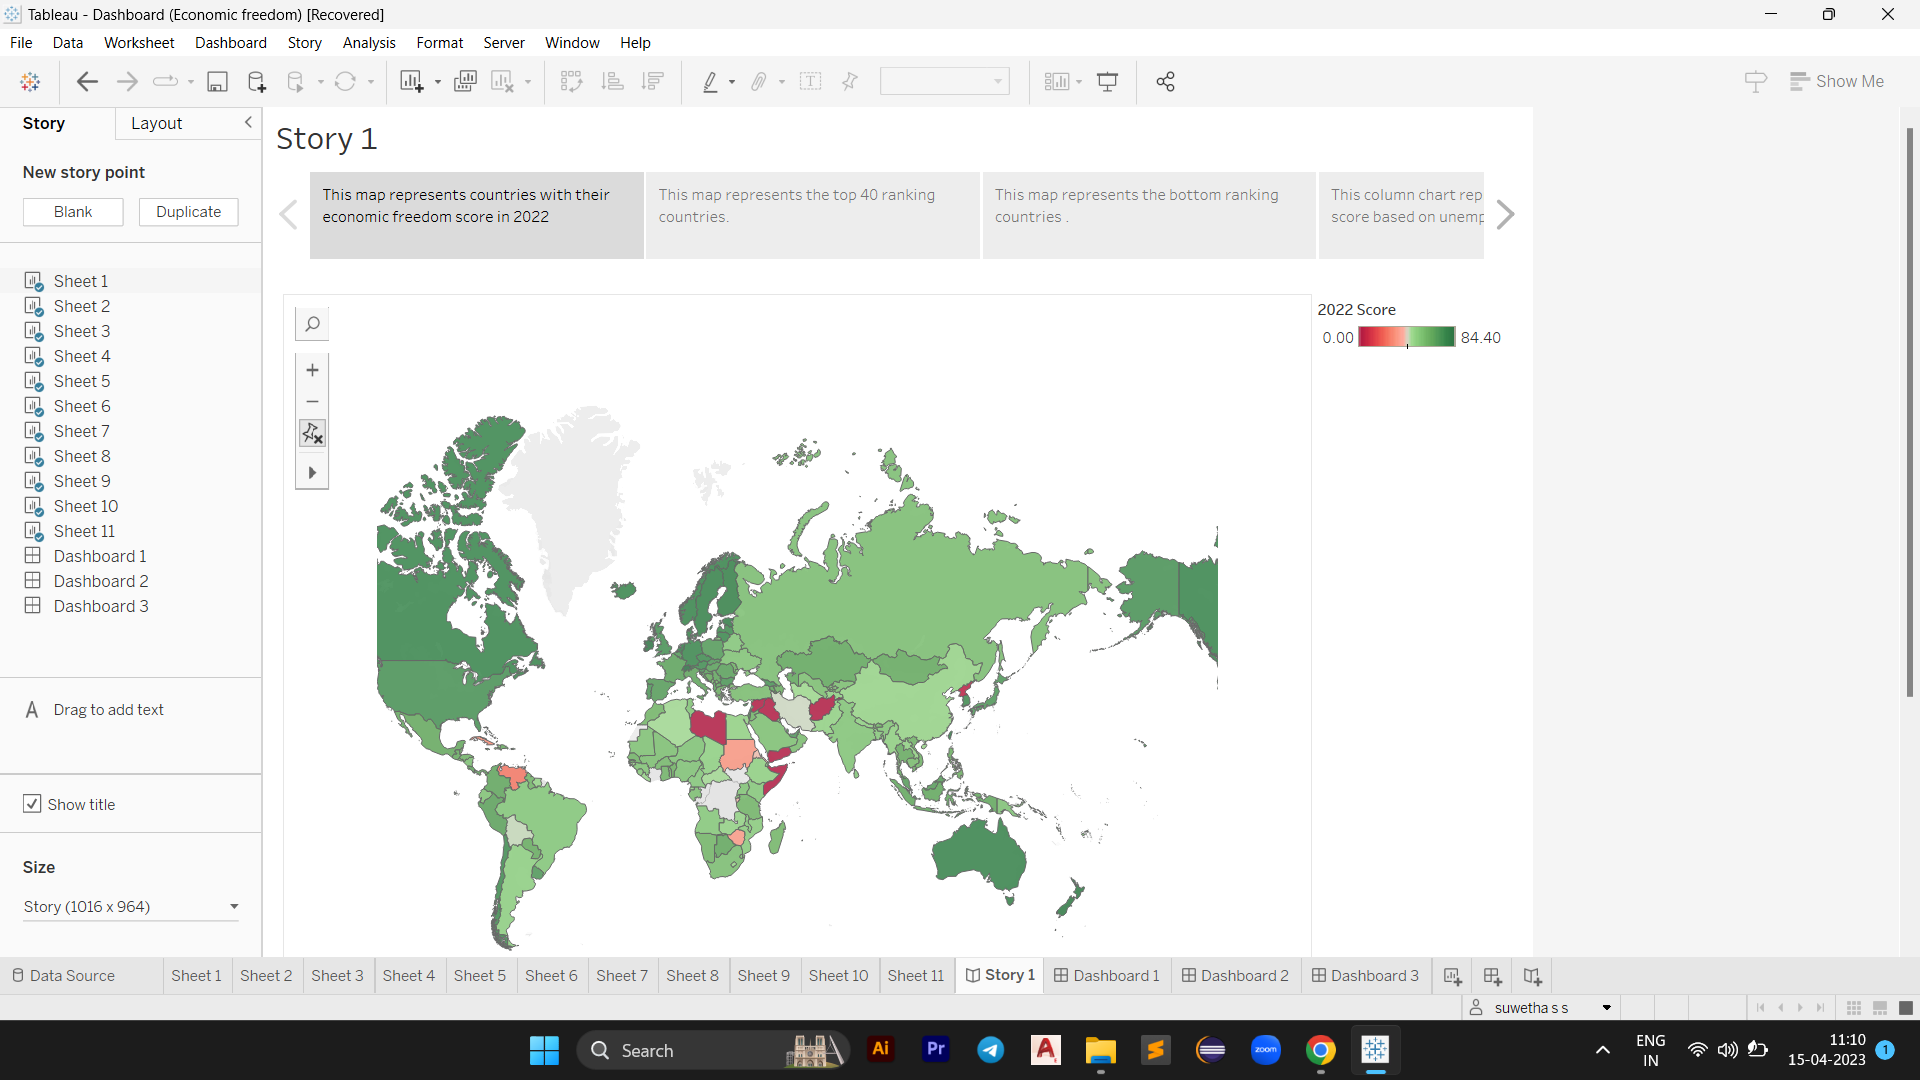 Tableau - Dashboard (Economic freedom) [Recovered]
File Data Worksheet Dashboard Story Analysis Format Server Window Help
Show Me
Story Layout
New story point
Blank Duplicate
Sheet 1
Sheet 2
Sheet 3
Sheet 4
Sheet 5
Sheet 6
Sheet 7
Sheet 8
Sheet 9
Sheet 10
Sheet 11
Dashboard 1
Dashboard 2
Dashboard 3
A Drag to add text
Show title
Size
Story (1016 x 964)
Story 1
This map represents countries with their
economic freedom score in 2022
This map represents the top 40 ranking
countries.
This map represents the bottom ranking
countries .
This column chart rep
score based on unemp
2022 Score
0.00 84.40
Data Source Sheet 1 Sheet 2 Sheet 3 Sheet 4 Sheet 5 Sheet 6 Sheet 7 Sheet 8 Sheet 9 Sheet 10 Sheet 11 Story 1 Dashboard 1 Dashboard 2 Dashboard 3
suwetha s s
Search
Ai
Pr
zoom
ENG
IN
11:10
15-04-2023
1